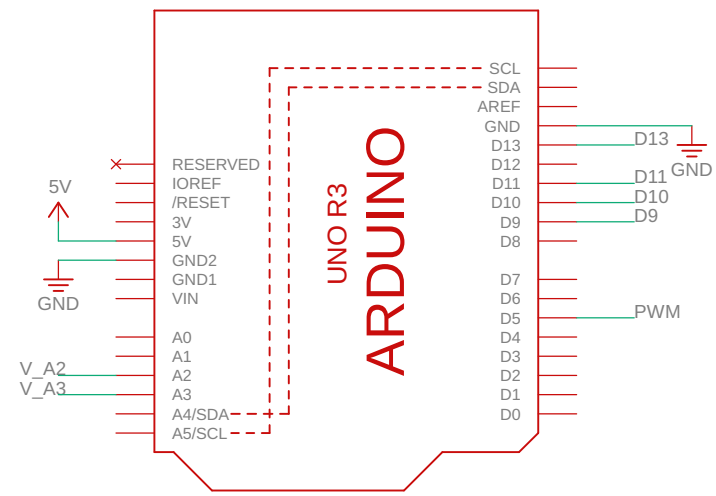 SCL
SDA
AREF
GND
D13
D13
D12
RESERVED
GND
IOREF
D11
D11
5V
/RESET
D10
D10
3V
D9
D9
5V
D8
GND2
GND1
D7
GND
VIN
D6
D5
PWM
A0
D4
A1
D3
V_A2
A2
D2
V_A3
A3
D1
A4/SDA
D0
A5/SCL
UNO R3
ARDUINO